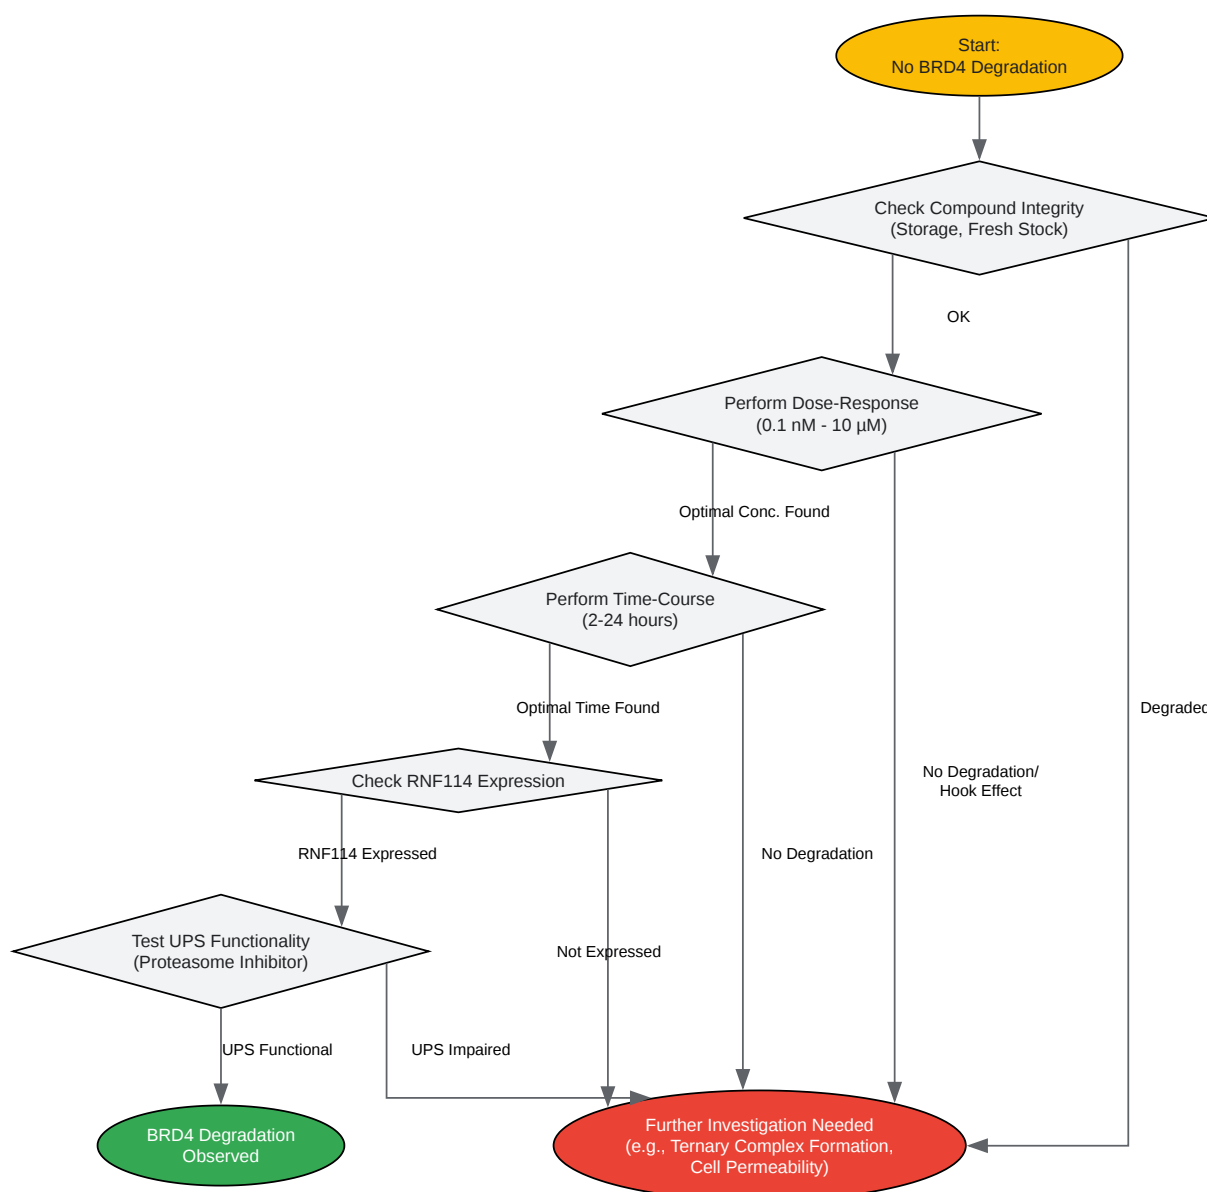 Start:
No BRD4 Degradation
Check Compound Integrity
(Storage, Fresh Stock)
OK
Perform Dose-Response
(0.1 nM - 10 µM)
Optimal Conc. Found
Perform Time-Course
(2-24 hours)
Optimal Time Found
Degraded
No Degradation/
Hook Effect
Check RNF114 Expression
RNF114 Expressed
No Degradation
Test UPS Functionality
(Proteasome Inhibitor)
Not Expressed
UPS Functional
UPS Impaired
BRD4 Degradation
Observed
Further Investigation Needed
(e.g., Ternary Complex Formation,
Cell Permeability)